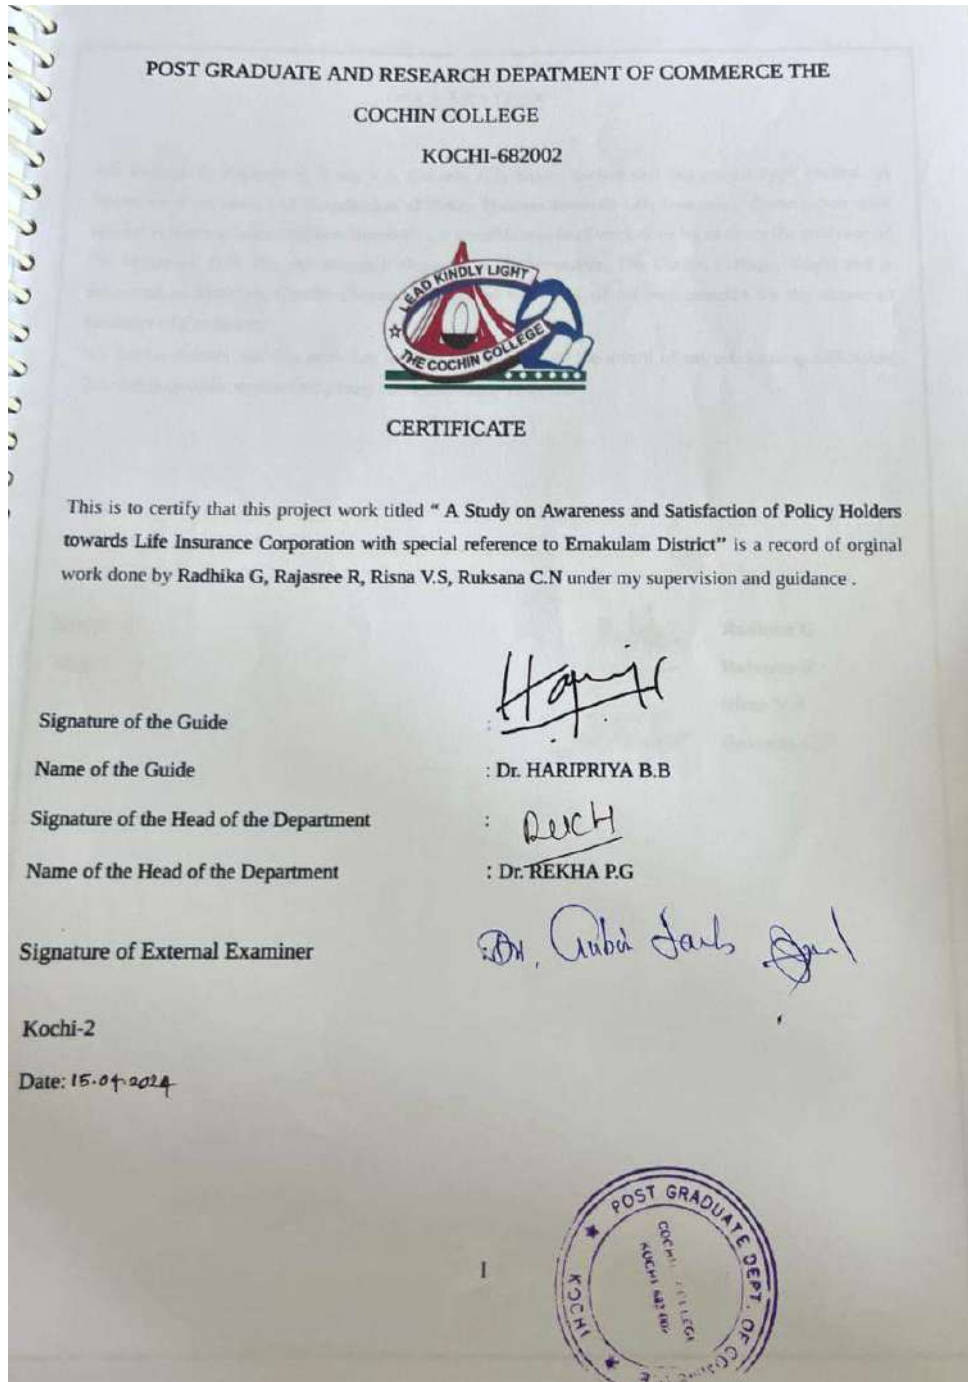 POST GRADUATE AND RESEARCH DEPATMENT OF COMMERCE THE
COCHIN COLLEGE
KOCHI-682002
LEAD KINDLY LIGHT
THE COCHIN COLLEGE
CERTIFICATE
This is to certify that this project work titled “ A Study on Awareness and Satisfaction of Policy Holders
towards Life Insurance Corporation with special reference to Ernakulam District” is a record of orginal
work done by Radhika G, Rajasree R, Risna V.S, Ruksana C.N under my supervision and guidance .
Signature of the Guide :
Name of the Guide : Dr. HARIPRIYA B.B
Signature of the Head of the Department :
Name of the Head of the Department : Dr. REKHA P.G
Signature of External Examiner : Dr.
Kochi-2
Date: 15.04.2024
I
POST GRADUATE DEPT. OF
KOCHI
KOCHI 682 002